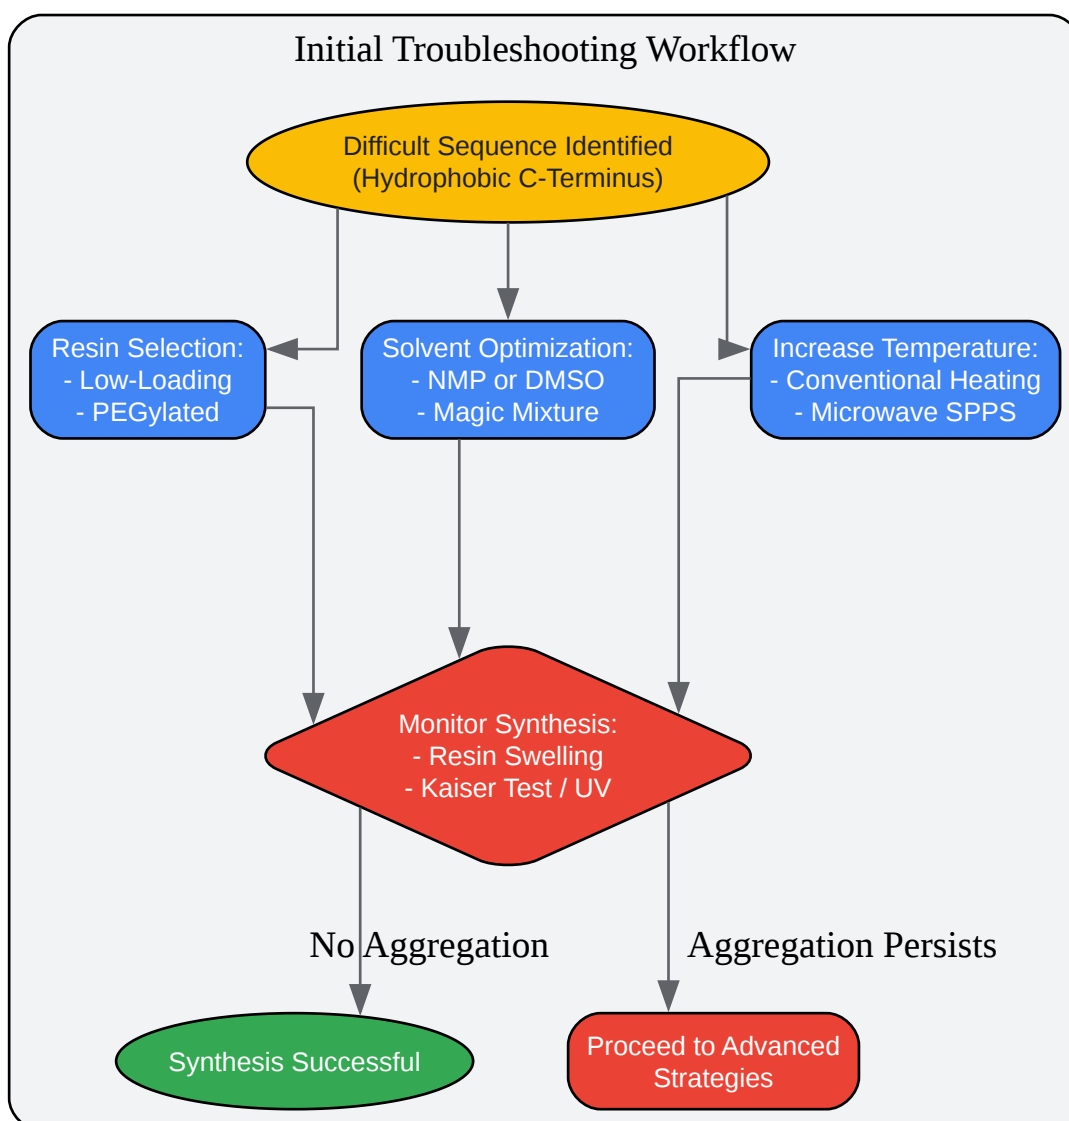 Initial Troubleshooting Workflow
Difficult Sequence Identified
(Hydrophobic C-Terminus)
Resin Selection:
- Low-Loading
- PEGylated
Solvent Optimization:
- NMP or DMSO
- Magic Mixture
Increase Temperature:
- Conventional Heating
- Microwave SPPS
Monitor Synthesis:
- Resin Swelling
- Kaiser Test / UV
No Aggregation
Aggregation Persists
Synthesis Successful
Proceed to Advanced
Strategies